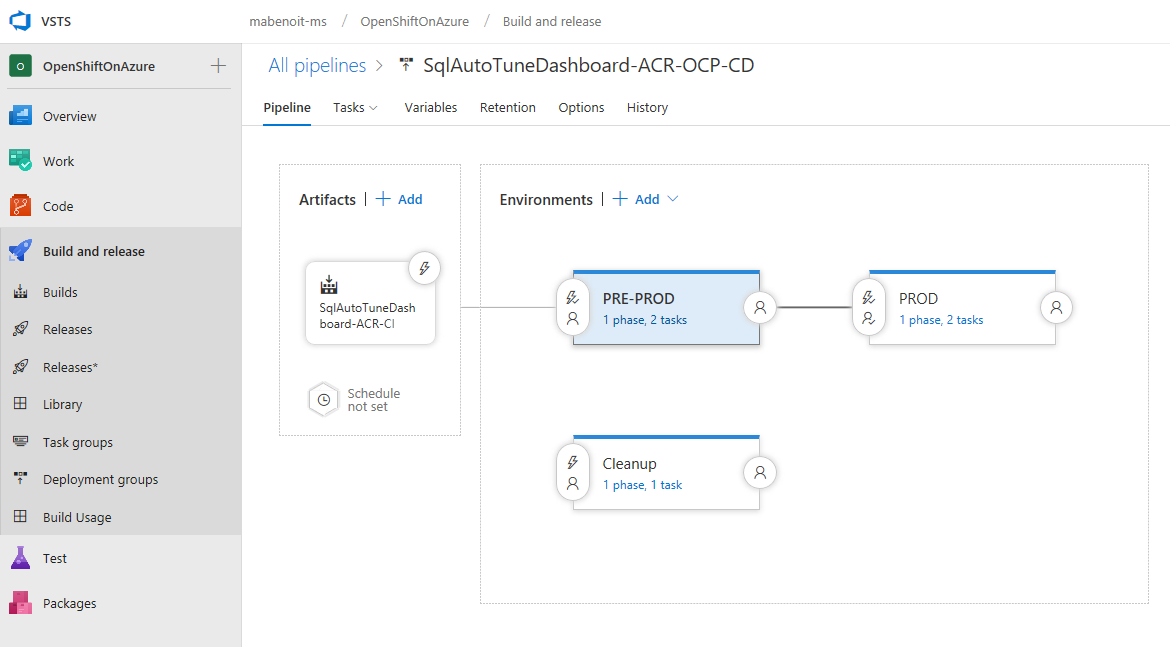 VSTS
mabenoit-ms / OpenShiftOnAzure / Build and release
O OpenShiftOnAzure
All pipelines > SqlAutoTuneDashboard-ACR-OCP-CD
Pipeline Tasks Variables Retention Options History
Overview
Work
Code
Build and release
Builds
Releases
Releases*
Library
Task groups
Deployment groups
Build Usage
Test
Packages
Artifacts | + Add
SqlAutoTuneDash
board-ACR-CI
Schedule
not set
Environments | + Add
PRE-PROD
1 phase, 2 tasks
PROD
1 phase, 2 tasks
Cleanup
1 phase, 1 task